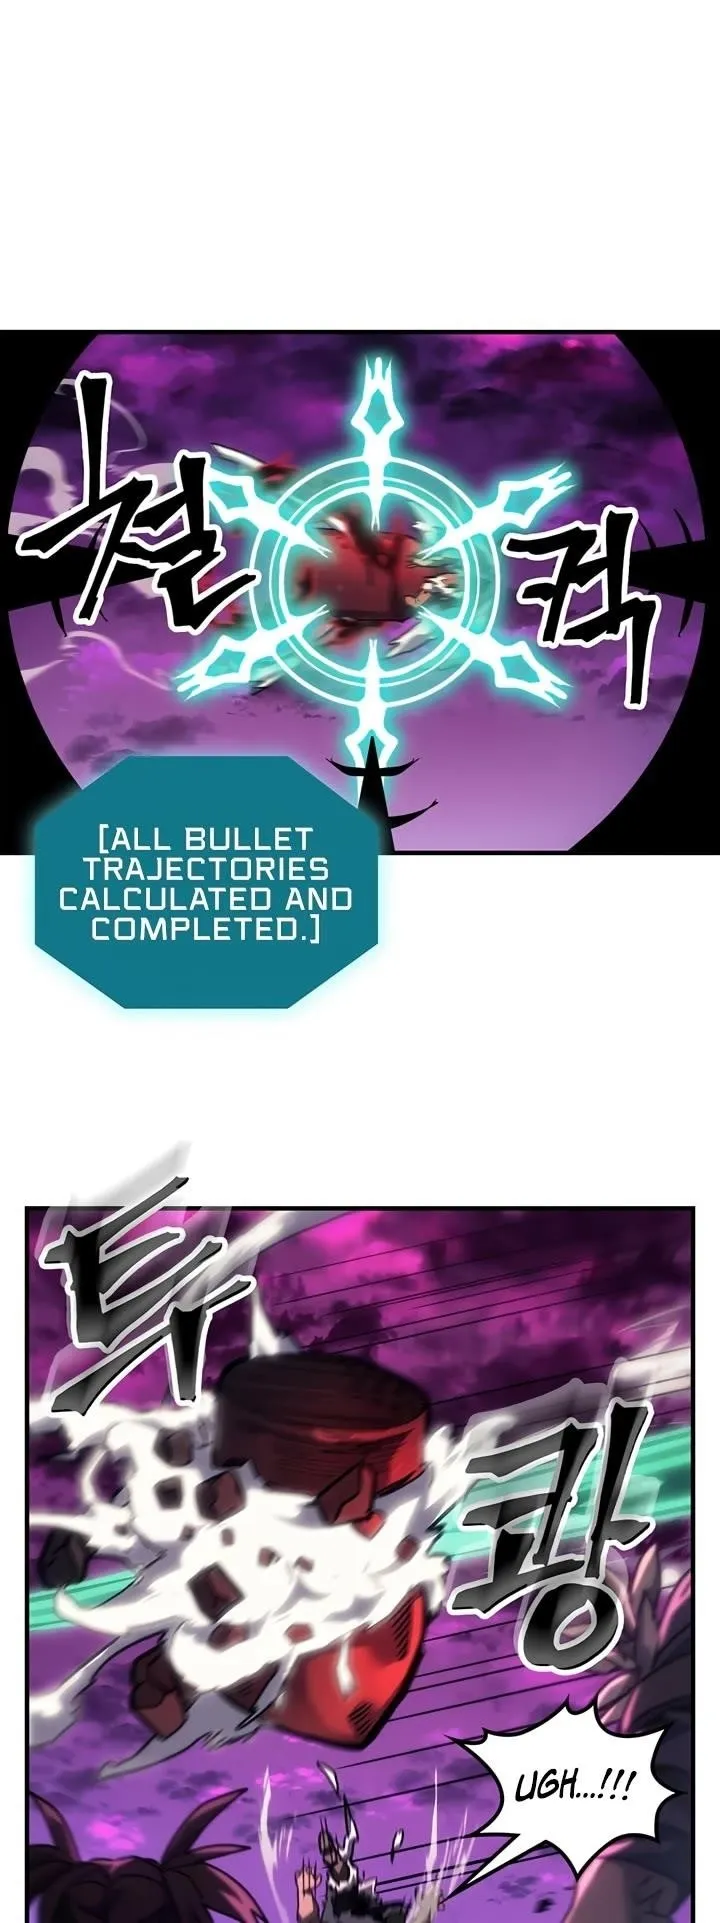 철컥
[ALL BULLET
TRAJECTORIES
CALCULATED AND
COMPLETED.]
투쾅
UGH....!!!